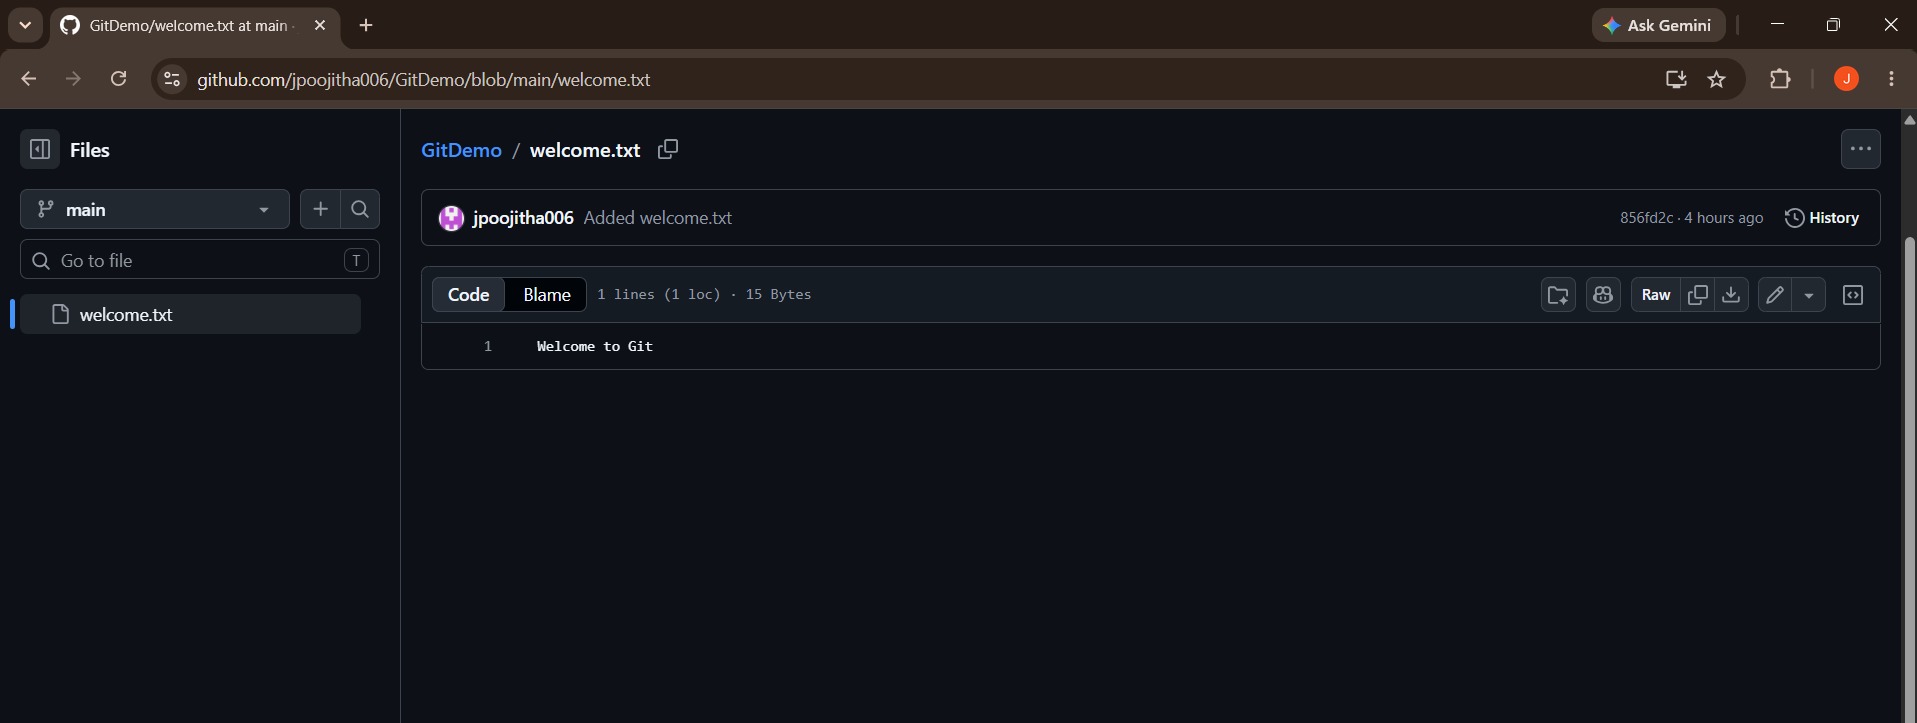 GitDemo/welcome.txt at main ·
Ask Gemini
github.com/jpoojitha006/GitDemo/blob/main/welcome.txt
J
Files
GitDemo / welcome.txt
main
jpoojitha006 Added welcome.txt
856fd2c · 4 hours ago
History
Go to file
T
welcome.txt
Code
Blame
1 lines (1 loc) · 15 Bytes
Raw
1 Welcome to Git